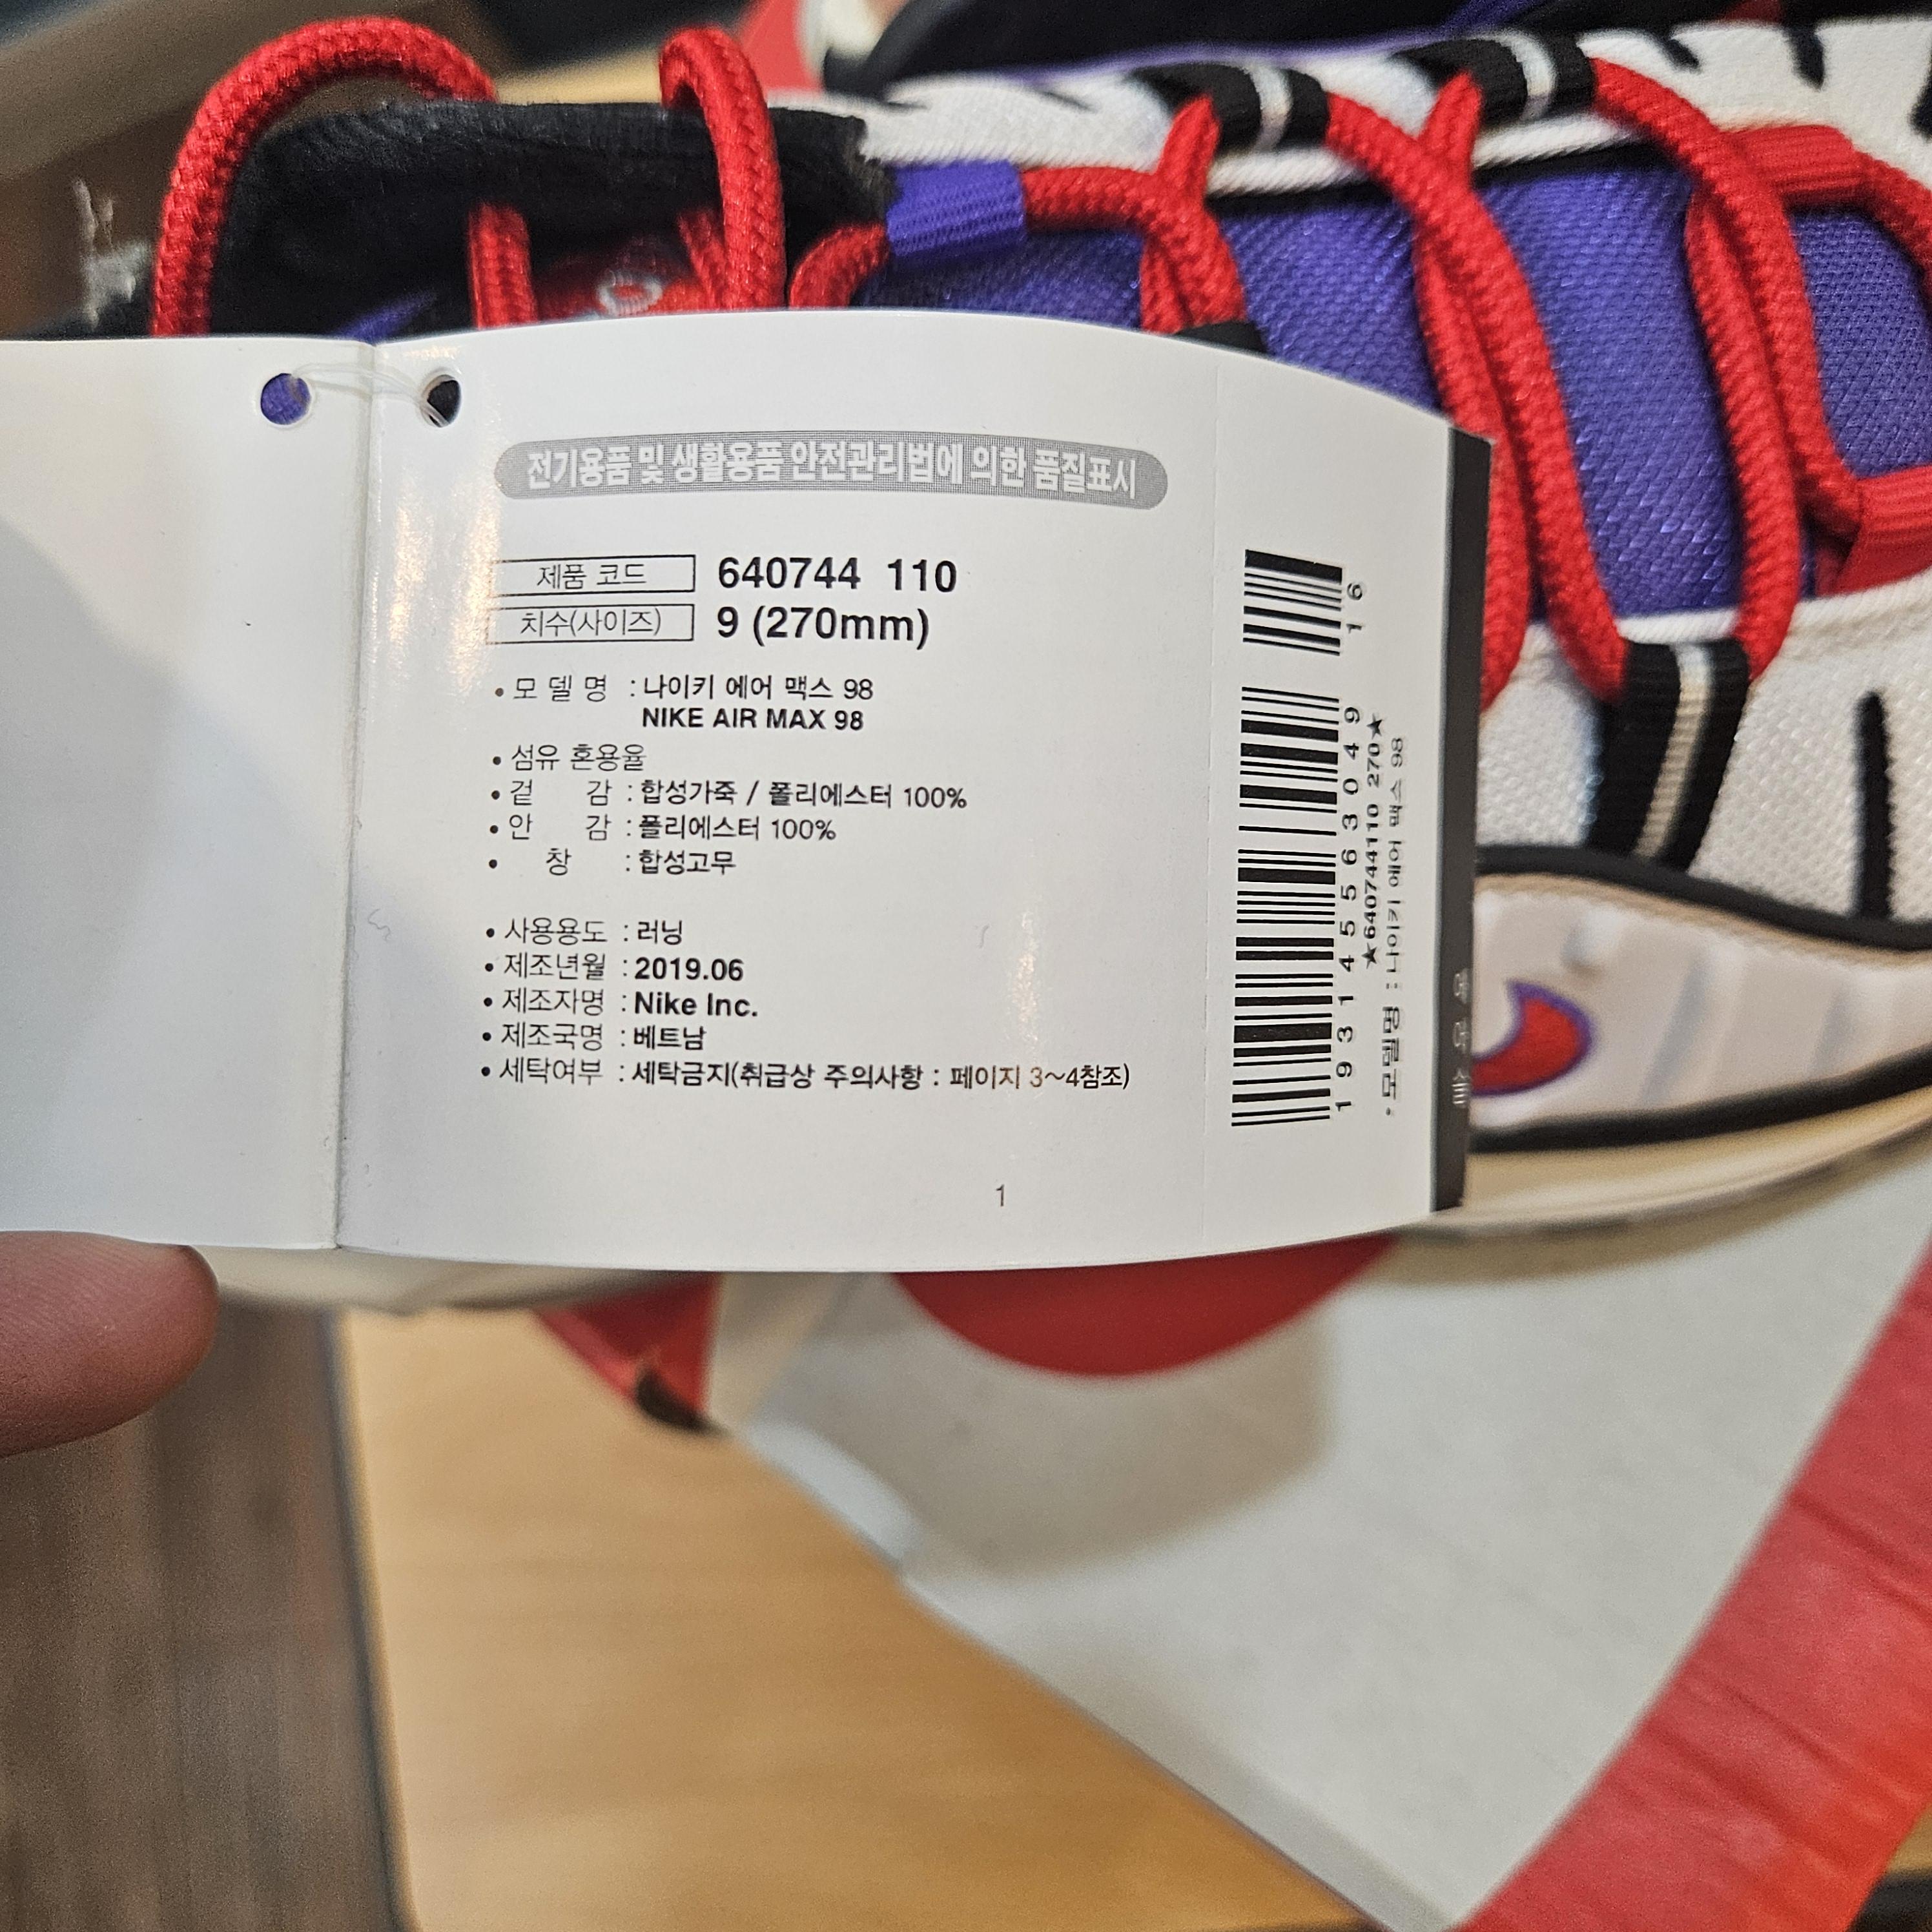 전기용품 및 생활용품 안전관리법에 의한 품질표시
제품 코드 640744 110
치수(사이즈) 9 (270mm)
• 모 델 명 : 나이키 에어 맥스 98
NIKE AIR MAX 98
• 섬유 혼용율
• 겉 감 : 합성가죽 / 폴리에스터 100%
• 안 감 : 폴리에스터 100%
• 창 : 합성고무
• 사용용도 : 러닝
• 제조년월 : 2019.06
• 제조자명 : Nike Inc.
• 제조국명 : 베트남
• 세탁여부 : 세탁금지(취급상 주의사항 : 페이지 3~4참조)
1
193145563049 16
★640744110 270★
• 모델명 : 나이키 에어 맥스 98